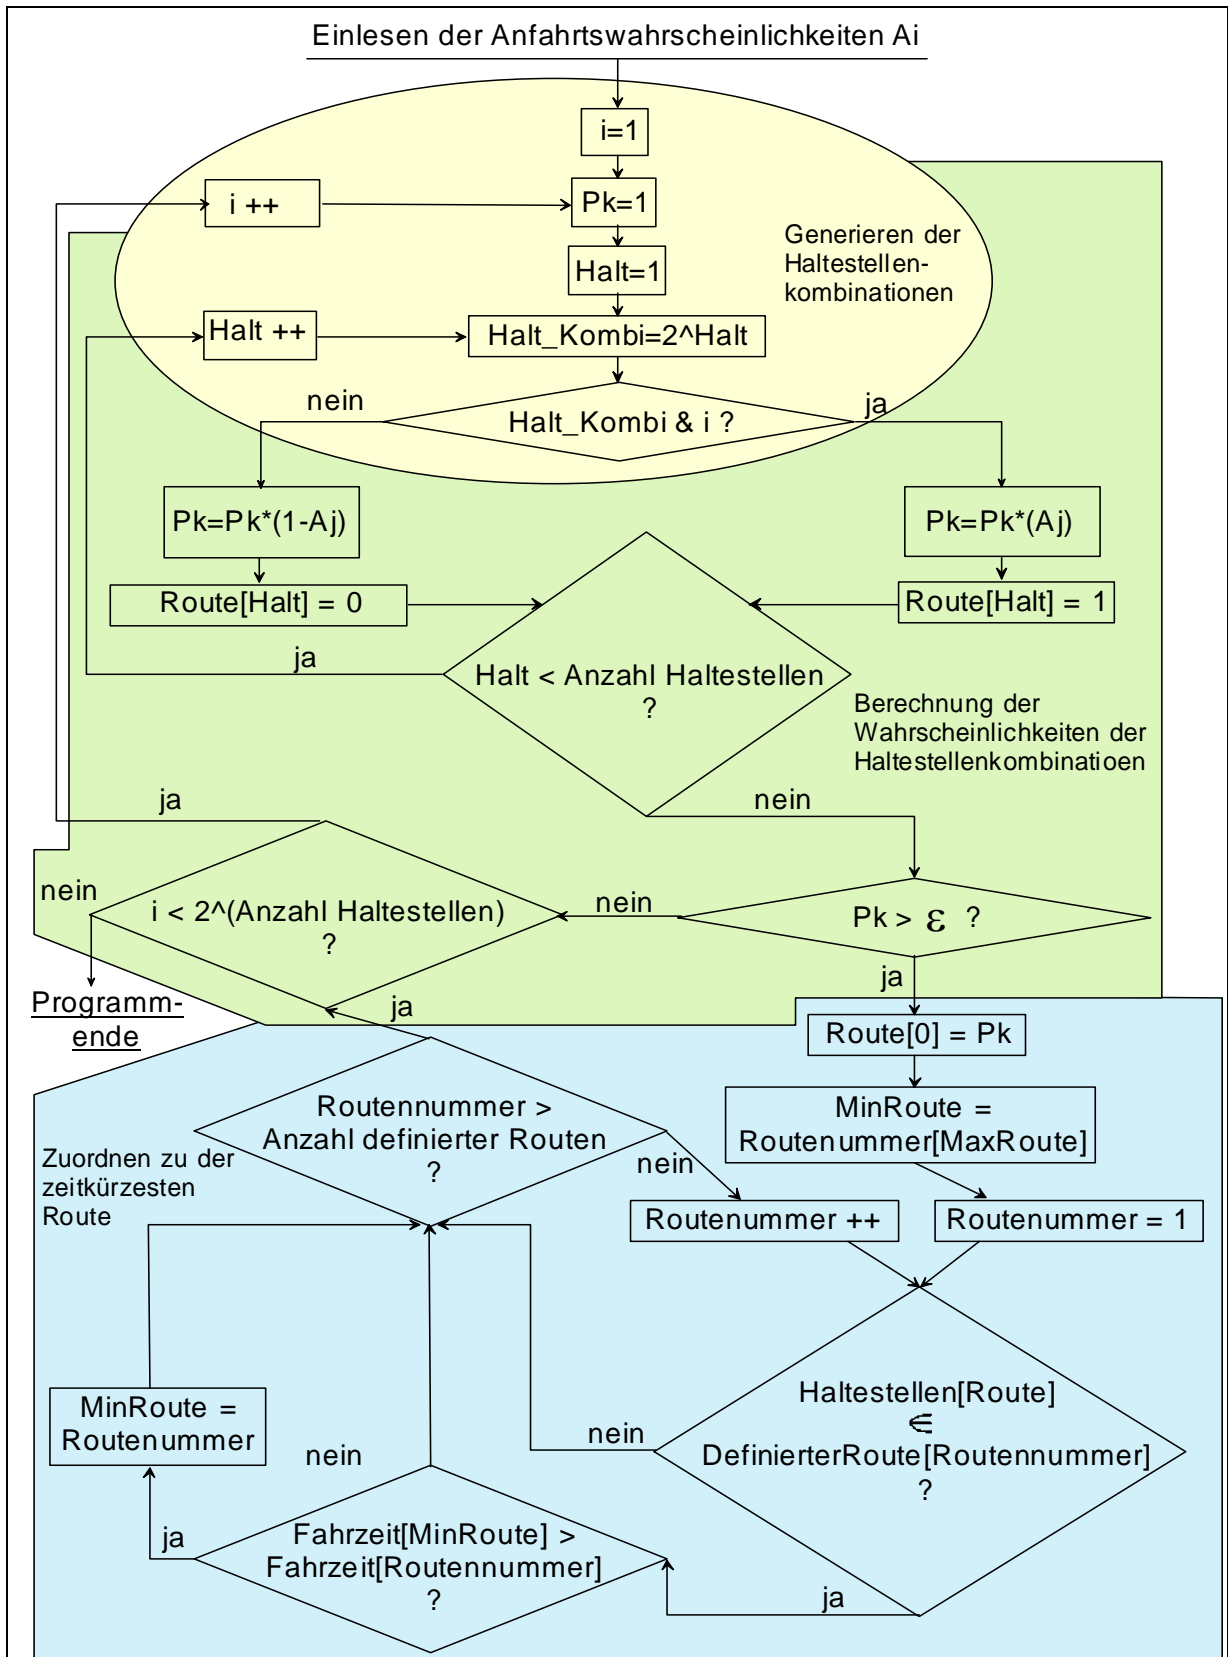 Einlesen der Anfahrtswahrscheinlichkeiten Ai
i=1
i ++
Pk=1
Generieren der
Haltestellen-
kombinationen
Halt=1
Halt ++
Halt_Kombi=2^Halt
nein
ja
Halt_Kombi & i ?
Pk=Pk*(1-Aj)
Pk=Pk*(Aj)
Route[Halt] = 0
Route[Halt] = 1
ja
Halt < Anzahl Haltestellen
?
Berechnung der
Wahrscheinlichkeiten der
Haltestellenkombinatioen
ja
nein
nein
i < 2^(Anzahl Haltestellen)
?
nein
Pk > ε ?
ja
Programm-
ende
ja
Route[0] = Pk
Routennummer >
Anzahl definierter Routen
?
MinRoute =
Routenummer[MaxRoute]
Zuordnen zu der
zeitkürzesten
Route
nein
Routenummer ++
Routenummer = 1
MinRoute =
Routenummer
nein
nein
Haltestellen[Route]
∈
DefinierterRoute[Routennummer]
?
ja
Fahrzeit[MinRoute] >
Fahrzeit[Routennummer]
?
ja